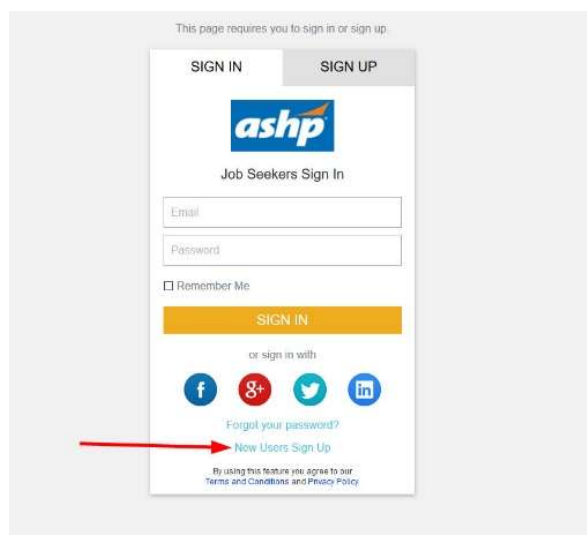 This page requires you to sign in or sign up
SIGN IN
SIGN UP
ashp
Job Seekers Sign In
Email
Password
Remember Me
SIGN IN
or sign in with
f
g+
in
Forgot your password?
New Users Sign Up
By using this feature you agree to our
Terms and Conditions and Privacy Policy